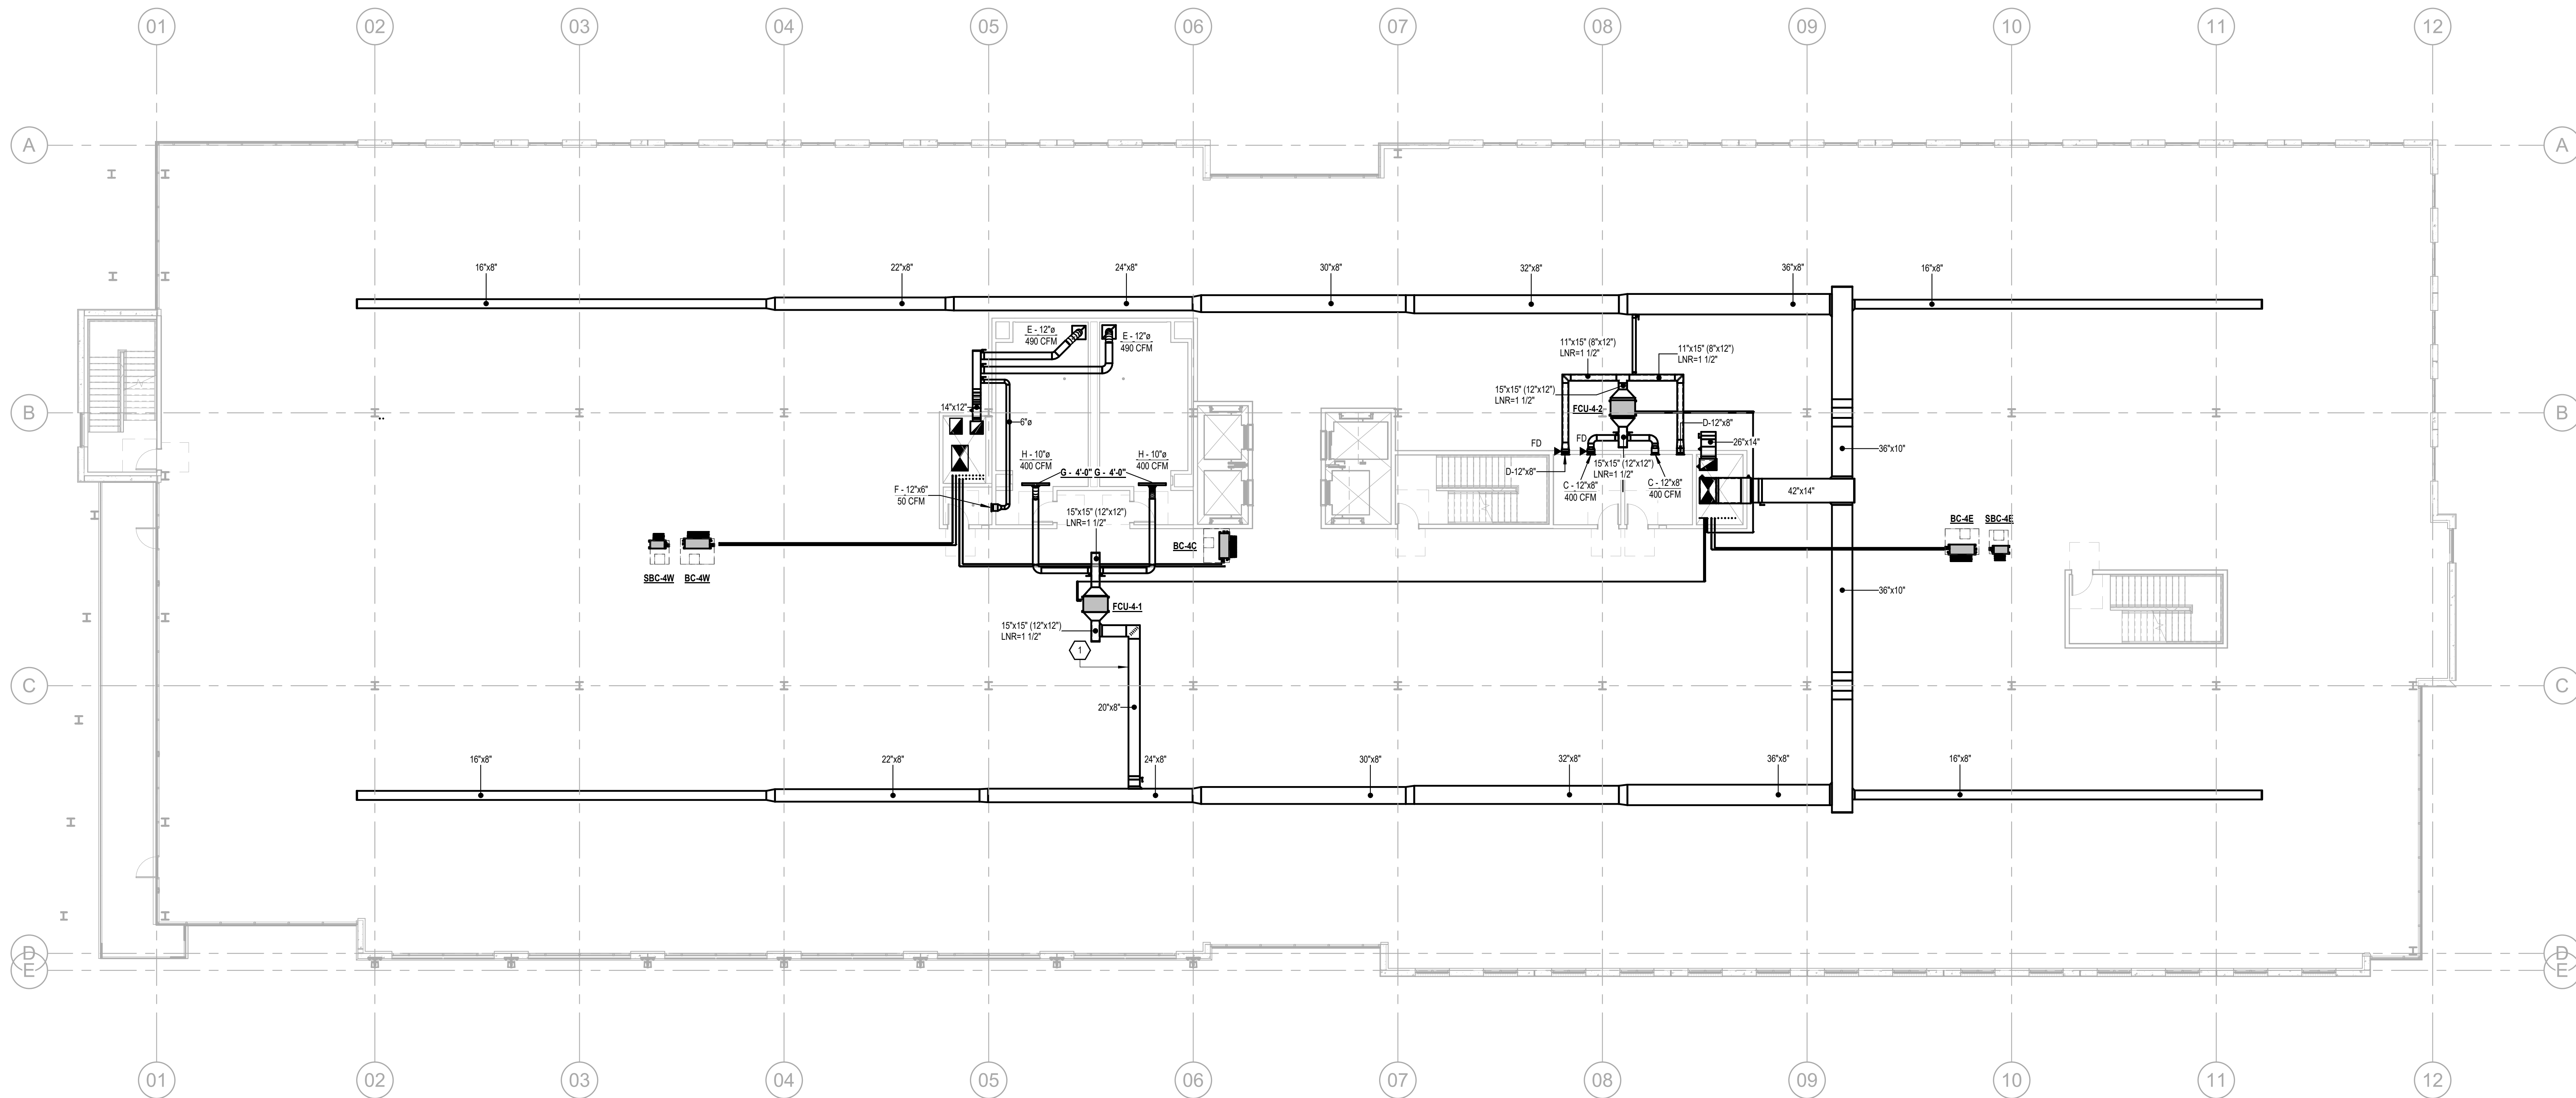 01 02 03 04 05 06 07 08 09 10 11 12
A A
16"x8" 22"x8" 24"x8" 30"x8" 32"x8" 36"x8" 16"x8"
E - 12"ø
490 CFM
E - 12"ø
490 CFM
11"x15" (8"x12")
LNR=1 1/2"
11"x15" (8"x12")
LNR=1 1/2"
15"x15" (12"x12")
LNR=1 1/2"
FCU-4-2
14"x12"
B B
6"ø
D-12"x8"
FD
FD
26"x14"
36"x10"
H - 10"ø
400 CFM
G - 4'-0"
G - 4'-0"
H - 10"ø
400 CFM
15"x15" (12"x12")
LNR=1 1/2"
D-12"x8"
C - 12"x8"
400 CFM
C - 12"x8"
400 CFM
F - 12"x6"
50 CFM
42"x14"
15"x15" (12"x12")
LNR=1 1/2"
BC-4E SBC-4E
BC-4C
SBC-4W BC-4W
36"x10"
FCU-4-1
15"x15" (12"x12")
LNR=1 1/2"
1
C C
20"x8"
16"x8" 22"x8" 24"x8" 30"x8" 32"x8" 36"x8" 16"x8"
D D
E E
01 02 03 04 05 06 07 08 09 10 11 12